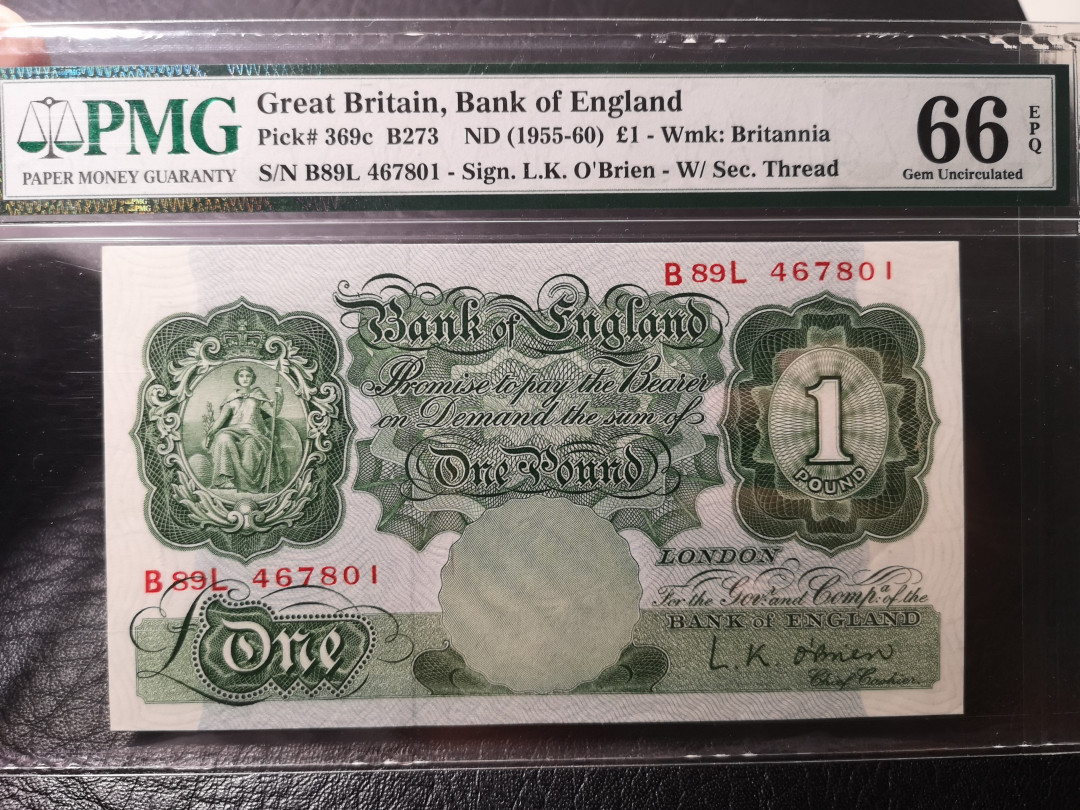 PMG
PAPER MONEY GUARANTY
Great Britain, Bank of England
Pick# 369c B273 ND (1955-60) £1 - Wmk: Britannia
S/N B89L 467801 - Sign. L.K. O'Brien - W/ Sec. Thread
66 EPQ
Gem Uncirculated
B 89L 467801
Bank of England
Promise to pay the Bearer
on Demand the sum of
One Pound
1
POUND
B 89L 467801
£ One
LONDON
For the Govr. and Compa. of the
BANK of ENGLAND
L.K. O'Brien
Chief Cashier.